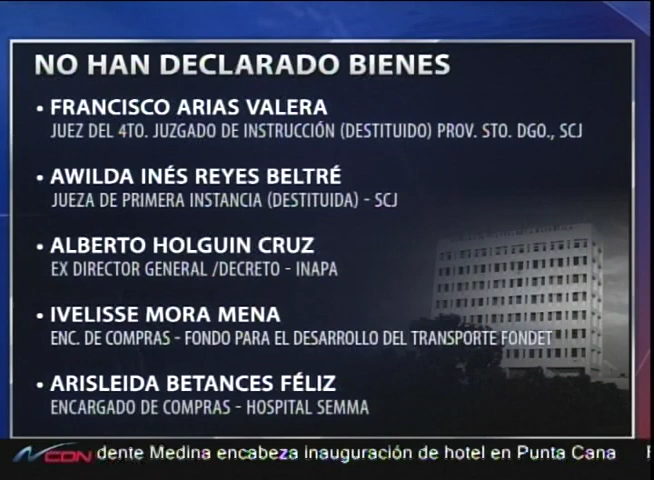 NO HAN DECLARADO BIENES
• FRANCISCO ARIAS VALERA
JUEZ DEL 4TO. JUZGADO DE INSTRUCCIÓN (DESTITUIDO) PROV. STO. DGO., SCJ
• AWILDA INÉS REYES BELTRÉ
JUEZA DE PRIMERA INSTANCIA (DESTITUIDA) - SCJ
• ALBERTO HOLGUIN CRUZ
EX DIRECTOR GENERAL /DECRETO - INAPA
• IVELISSE MORA MENA
ENC. DE COMPRAS - FONDO PARA EL DESARROLLO DEL TRANSPORTE FONDET
• ARISLEIDA BETANCES FÉLIZ
ENCARGADO DE COMPRAS - HOSPITAL SEMMA
CDN dente Medina encabeza inauguración de hotel en Punta Cana